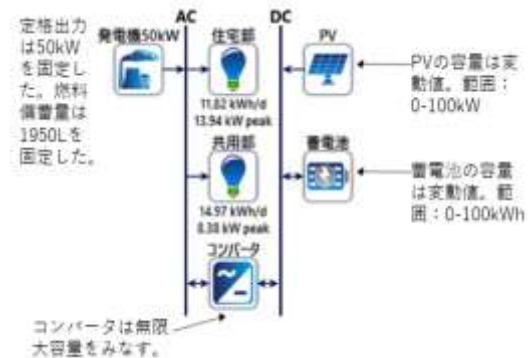 定格出力
は50kW
を固定し
た。燃料
備蓄量は
1950Lを
固定した。
AC
DC
発電機50kW
住宅部
PV
11.82 kWh/d
13.94 kW peak
PVの容量は変
動値。範囲：
0-100kW
共用部
蓄電池
14.97 kWh/d
8.38 kW peak
蓄電池の容量
は変動値。範
囲：0-100kWh
コンバータ
コンバータは無限
大容量をみなす。